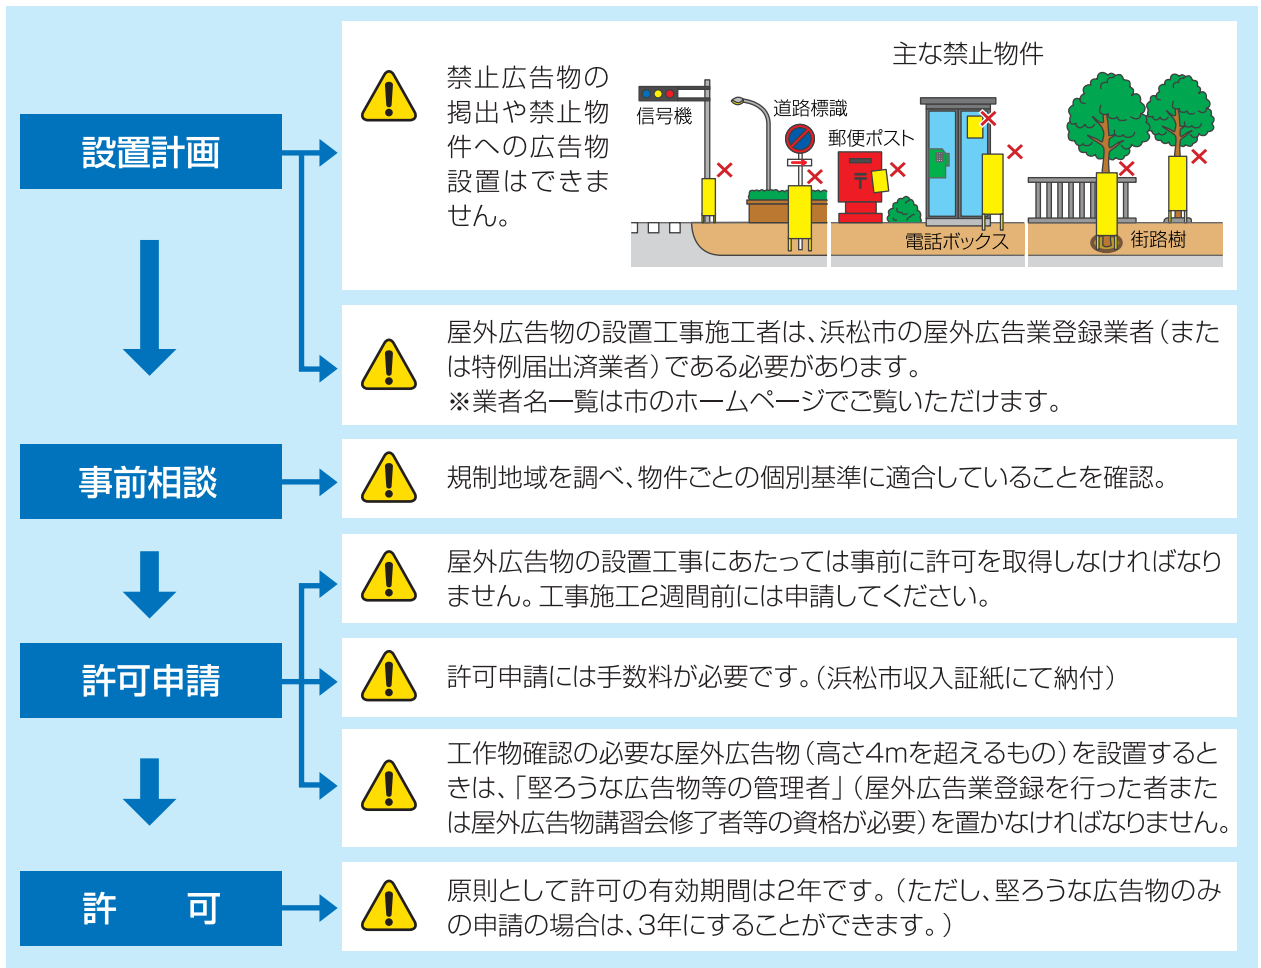 設置計画
禁止広告物の
掲出や禁止物
件への広告物
設置はできま
せん。
主な禁止物件
信号機
道路標識
郵便ポスト
電話ボックス
街路樹
屋外広告物の設置工事施工者は、浜松市の屋外広告業登録業者（また
は特例届出済業者）である必要があります。
※業者名一覧は市のホームページでご覧いただけます。
事前相談
規制地域を調べ、物件ごとの個別基準に適合していることを確認。
許可申請
屋外広告物の設置工事にあたっては事前に許可を取得しなければなり
ません。工事施工2週間前には申請してください。
許可申請には手数料が必要です。（浜松市収入証紙にて納付）
工作物確認の必要な屋外広告物（高さ4mを超えるもの）を設置すると
きは、「堅ろうな広告物等の管理者」（屋外広告業登録を行った者また
は屋外広告物講習会修了者等の資格が必要）を置かなければなりません。
許　可
原則として許可の有効期間は2年です。（ただし、堅ろうな広告物のみ
の申請の場合は、3年にすることができます。）